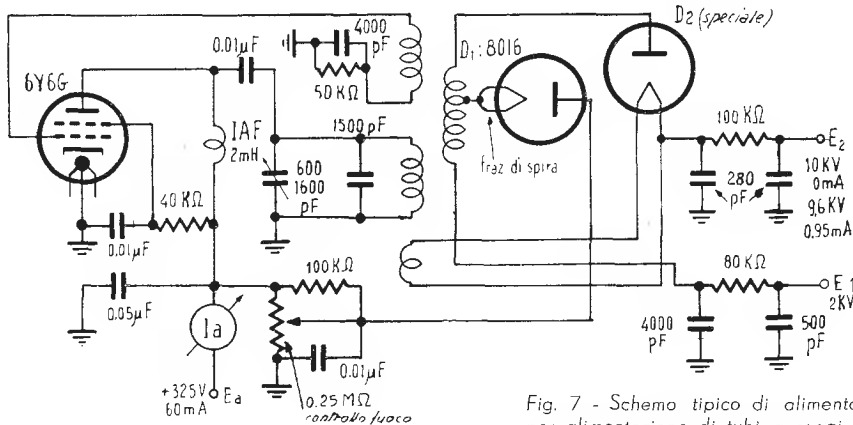 6Y6G
0.01µF
4000
pF
50 KΩ
D1:8016
D2 (speciale)
IAF
2mH
600
1600
pF
1500 pF
fraz di spira
100 KΩ
E2
280
pF
10KV
0mA
9,6KV
0.95mA
40 KΩ
0.01µF
0.05µF
Ia
+325V
60mA
Ea
100KΩ
0.01µF
0.25 MΩ
controllo fuoco
80 KΩ
E1
2KV
4000
pF
500
pF
Fig. 7 - Schema tipico di alimenta